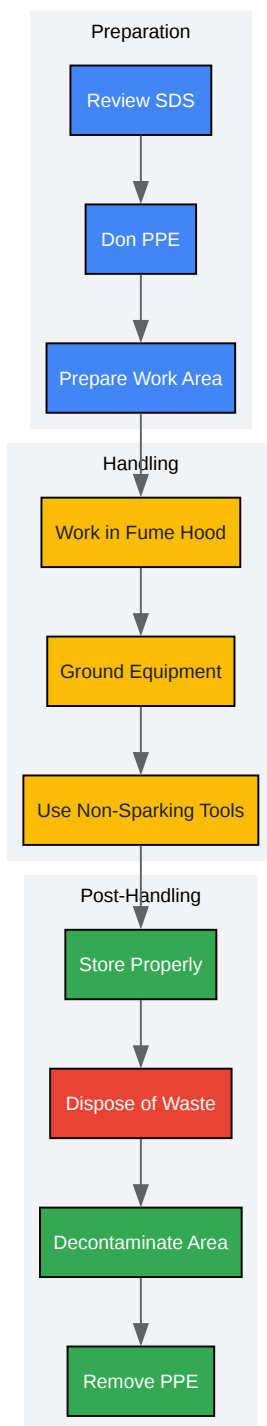 Preparation
Review SDS
Don PPE
Prepare Work Area
Handling
Work in Fume Hood
Ground Equipment
Use Non-Sparking Tools
Post-Handling
Store Properly
Dispose of Waste
Decontaminate Area
Remove PPE